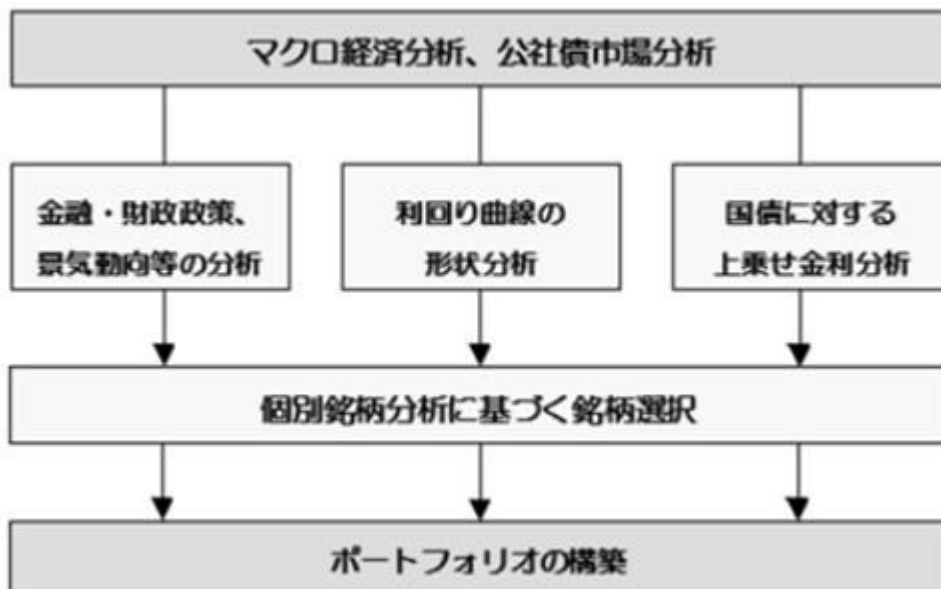 マクロ経済分析、公社債市場分析
金融・財政政策、
景気動向等の分析
利回り曲線の
形状分析
国債に対する
上乗せ金利分析
個別銘柄分析に基づく銘柄選択
ポートフォリオの構築